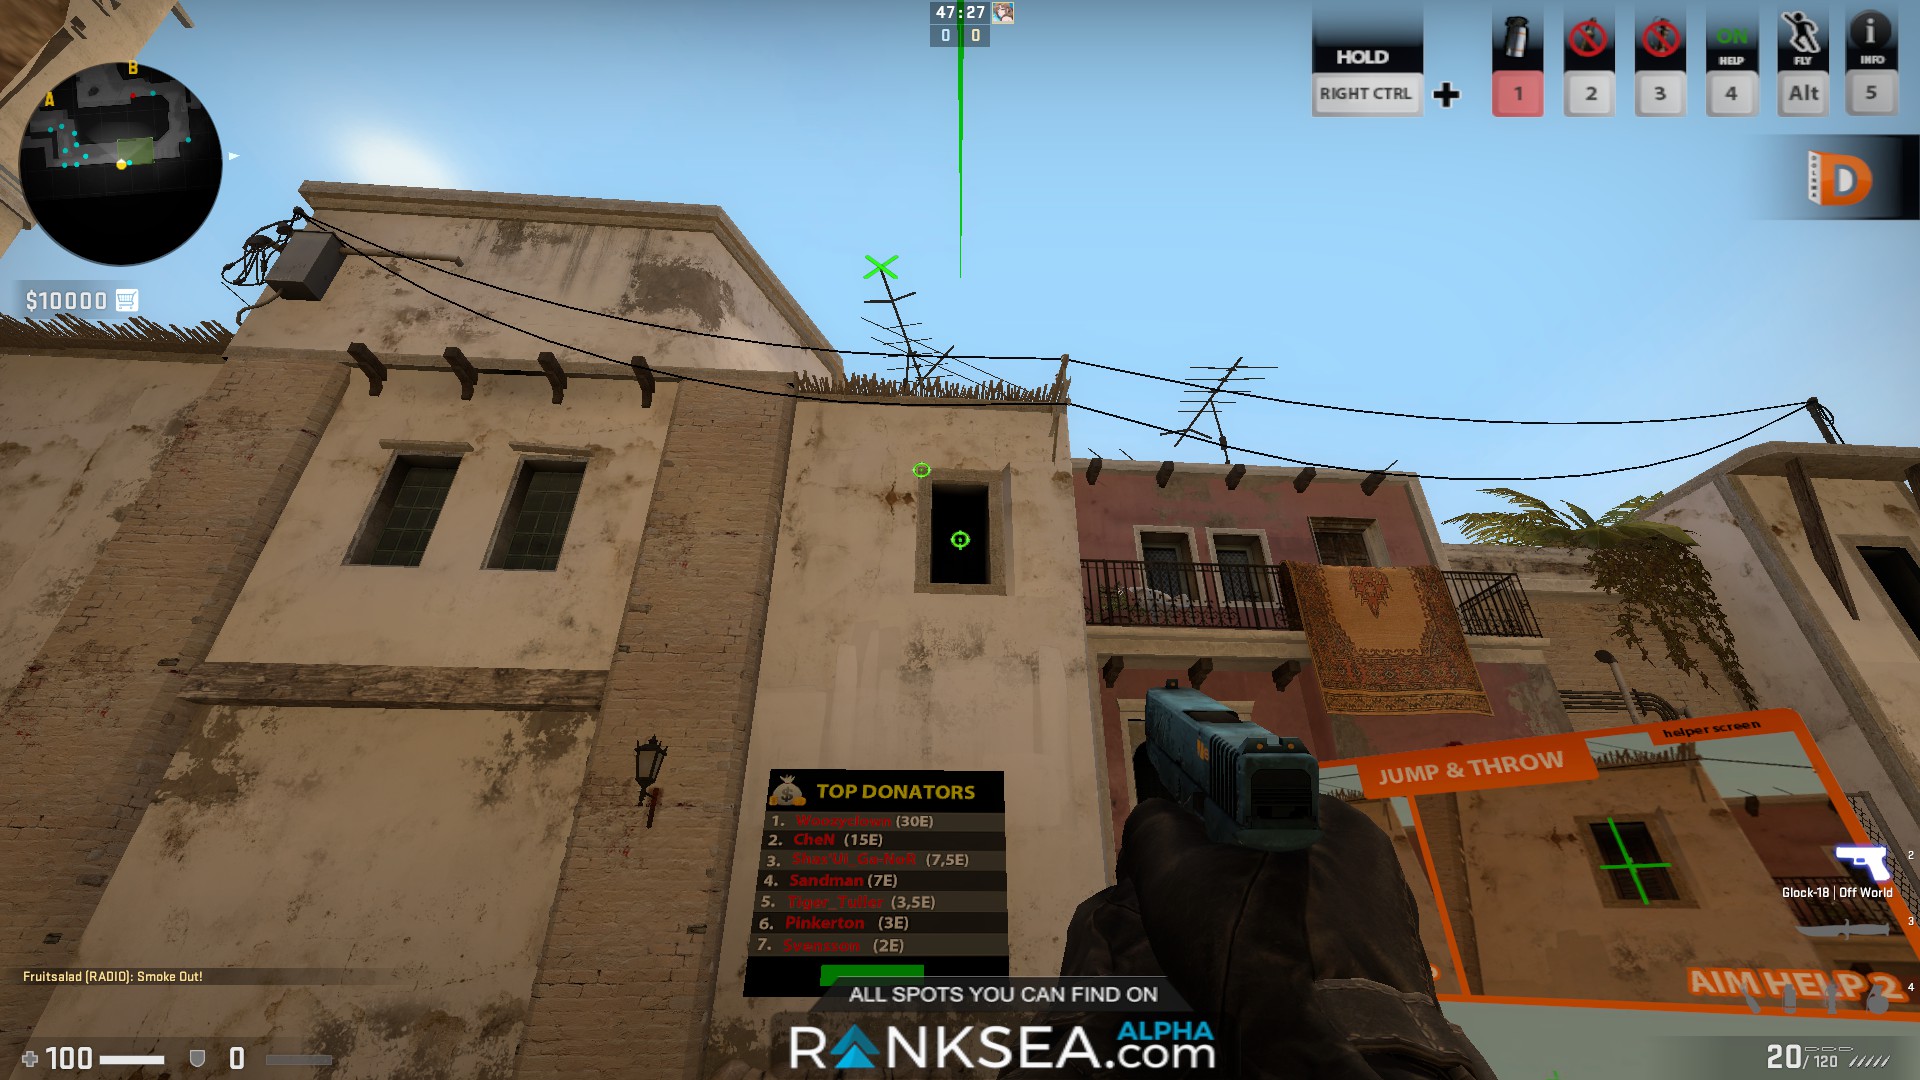 47:27
0 0
B
A
HOLD
RIGHT CTRL
1 2 3 4 Alt 5
ON
HELP
FLY
i
INFO
D
$10000
TOP DONATORS
1. (30E)
2. CheN (15E)
3. (7,5E)
4. Sandman (7E)
5. (3,5E)
6. Pinkerton (3E)
7. (2E)
helper screen
JUMP & THROW
AIM HELP 2
2
Glock-18 | Off World
3
4
Fruitsalad (RADIO): Smoke Out!
ALL SPOTS YOU CAN FIND ON
RANKSEA.com
ALPHA
100
0
20/120